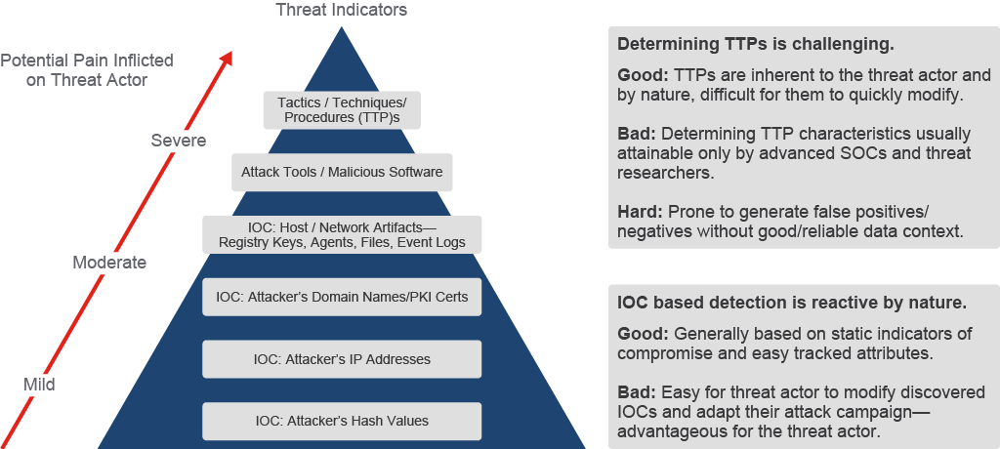 Threat Indicators
Potential Pain Inflicted
on Threat Actor
Severe
Moderate
Mild
Tactics / Techniques/
Procedures (TTP)s
Attack Tools / Malicious Software
IOC: Host / Network Artifacts—
Registry Keys, Agents, Files, Event Logs
IOC: Attacker’s Domain Names/PKI Certs
IOC: Attacker’s IP Addresses
IOC: Attacker’s Hash Values
Determining TTPs is challenging.
Good: TTPs are inherent to the threat actor and
by nature, difficult for them to quickly modify.
Bad: Determining TTP characteristics usually
attainable only by advanced SOCs and threat
researchers.
Hard: Prone to generate false positives/
negatives without good/reliable data context.
IOC based detection is reactive by nature.
Good: Generally based on static indicators of
compromise and easy tracked attributes.
Bad: Easy for threat actor to modify discovered
IOCs and adapt their attack campaign—
advantageous for the threat actor.